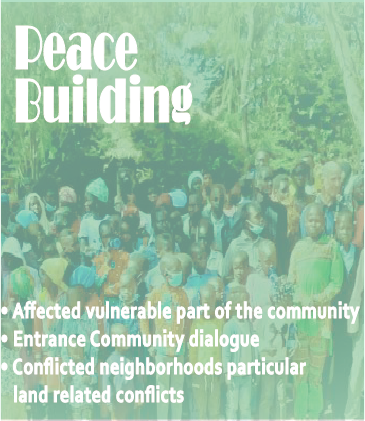 Peace
Building
• Affected vulnerable part of the community
• Entrance Community dialogue
• Conflicted neighborhoods particular
land related conflicts